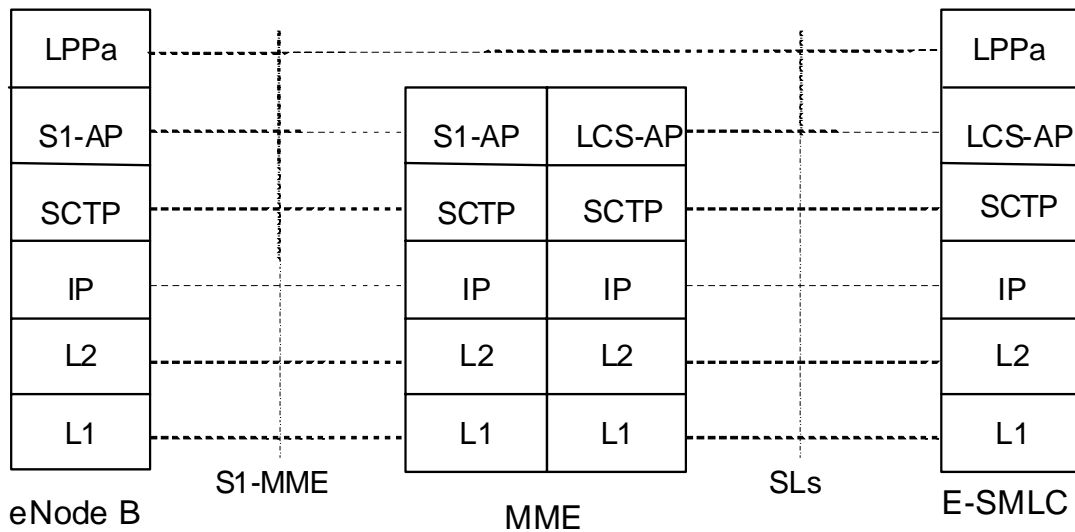 LPPa LPPa
S1-AP S1-AP LCS-AP LCS-AP
SCTP SCTP SCTP SCTP
IP IP IP IP
L2 L2 L2 L2
L1 L1 L1 L1
S1-MME SLs
eNode B MME E-SMLC